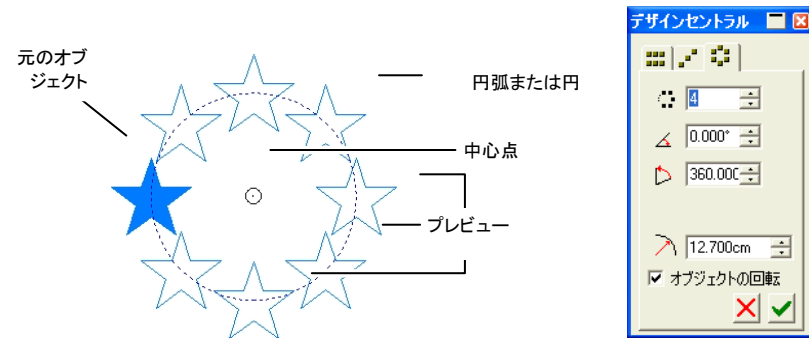 元のオブ
ジェクト
円弧または円
中心点
プレビュー
デザインセントラル
4
0.000°
360.000
12.700cm
オブジェクトの回転